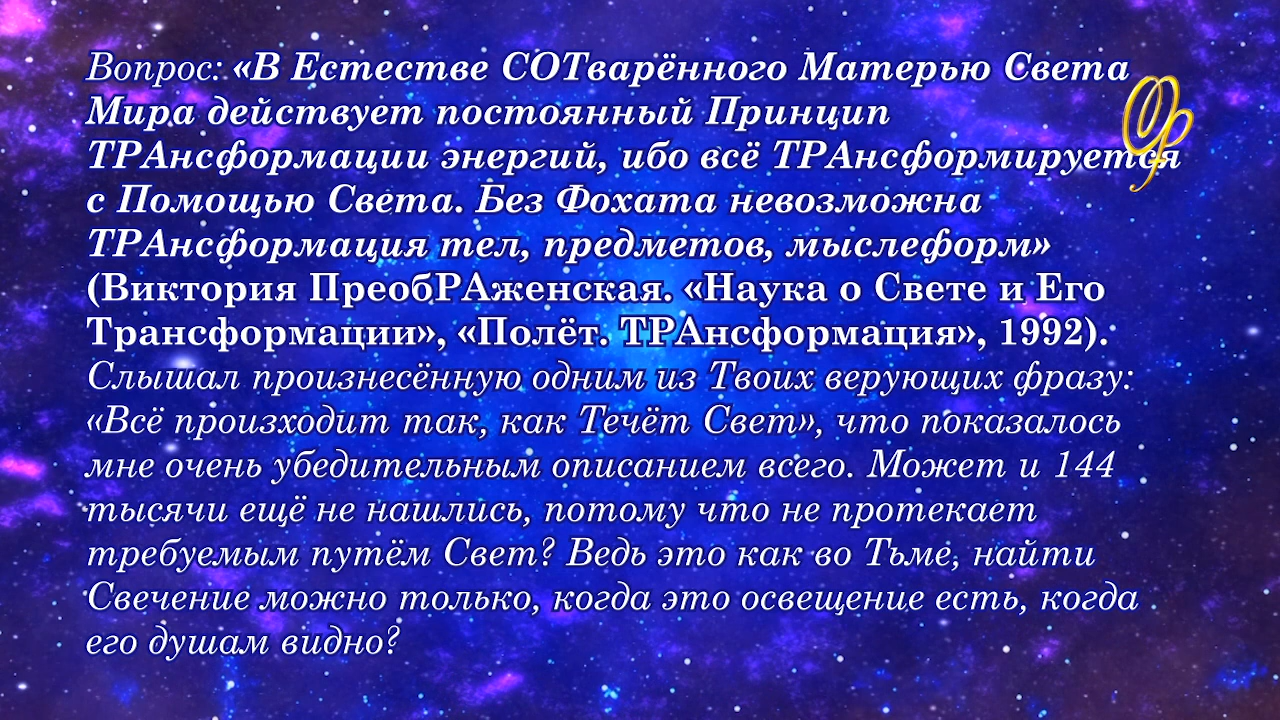 Вопрос: «В Естестве СОТварённого Матерью Света
Мира действует постоянный Принцип
ТРАнсформации энергий, ибо всё ТРАнсформируется
с Помощью Света. Без Фохата невозможна
ТРАнсформация тел, предметов, мыслеформ»
(Виктория ПреобРАженская. «Наука о Свете и Его
Трансформации», «Полёт. ТРАнсформация», 1992).
Слышал произнесённую одним из Твоих верующих фразу:
«Всё происходит так, как Течёт Свет», что показалось
мне очень убедительным описанием всего. Может и 144
тысячи ещё не нашлись, потому что не протекает
требуемым путём Свет? Ведь это как во Тьме, найти
Свечение можно только, когда это освещение есть, когда
его душам видно?